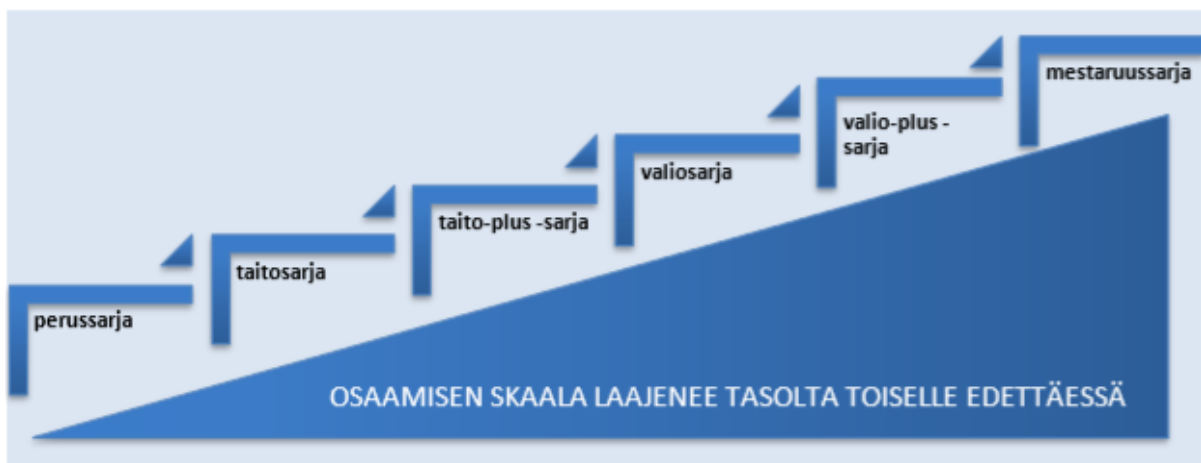 perussarja
taitosarja
taito-plus -sarja
valiosarja
valio-plus -
sarja
mestaruussarja
OSAAMISEN SKAALA LAAJENEE TASOLTA TOISELLE EDETTÄESSÄ